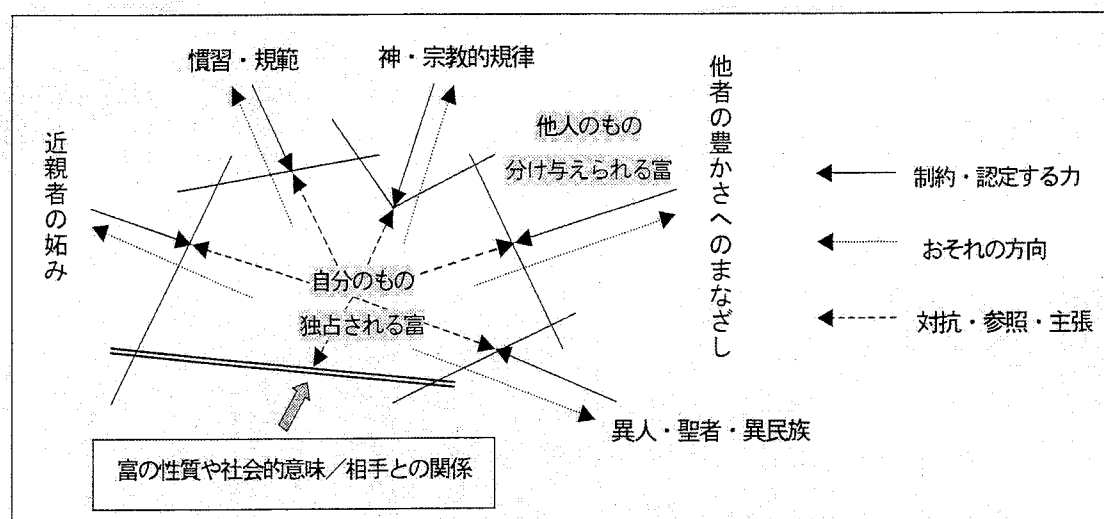 慣習・規範
神・宗教的規律
近親者の妬み
他人のもの
分け与えられる富
他者の豊かさへのまなざし
自分のもの
独占される富
異人・聖者・異民族
富の性質や社会的意味／相手との関係
制約・認定する力
おそれの方向
対抗・参照・主張